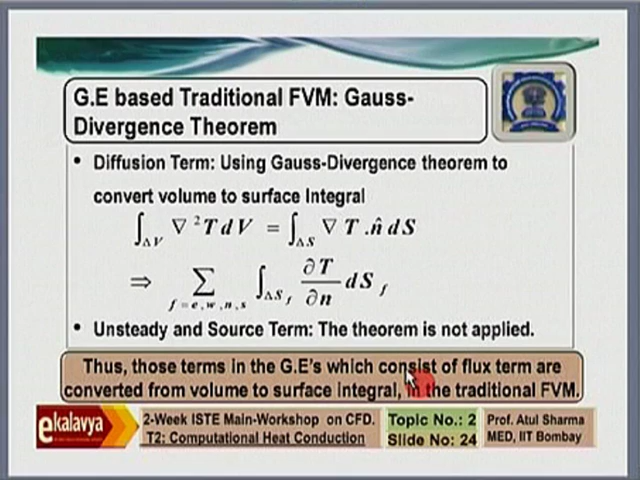 G.E based Traditional FVM: Gauss-
Divergence Theorem
• Diffusion Term: Using Gauss-Divergence theorem to
convert volume to surface Integral
∫ΔV ∇²T dV = ∫ΔS ∇T.n̂ dS
⇒ ∑f=e,w,n,s ∫ΔSf ∂T/∂n dSf
• Unsteady and Source Term: The theorem is not applied.
Thus, those terms in the G.E's which consist of flux term are
converted from volume to surface integral, in the traditional FVM.
ekalavya
2-Week ISTE Main-Workshop on CFD.
T2: Computational Heat Conduction
Topic No.: 2
Slide No: 24
Prof. Atul Sharma
MED, IIT Bombay